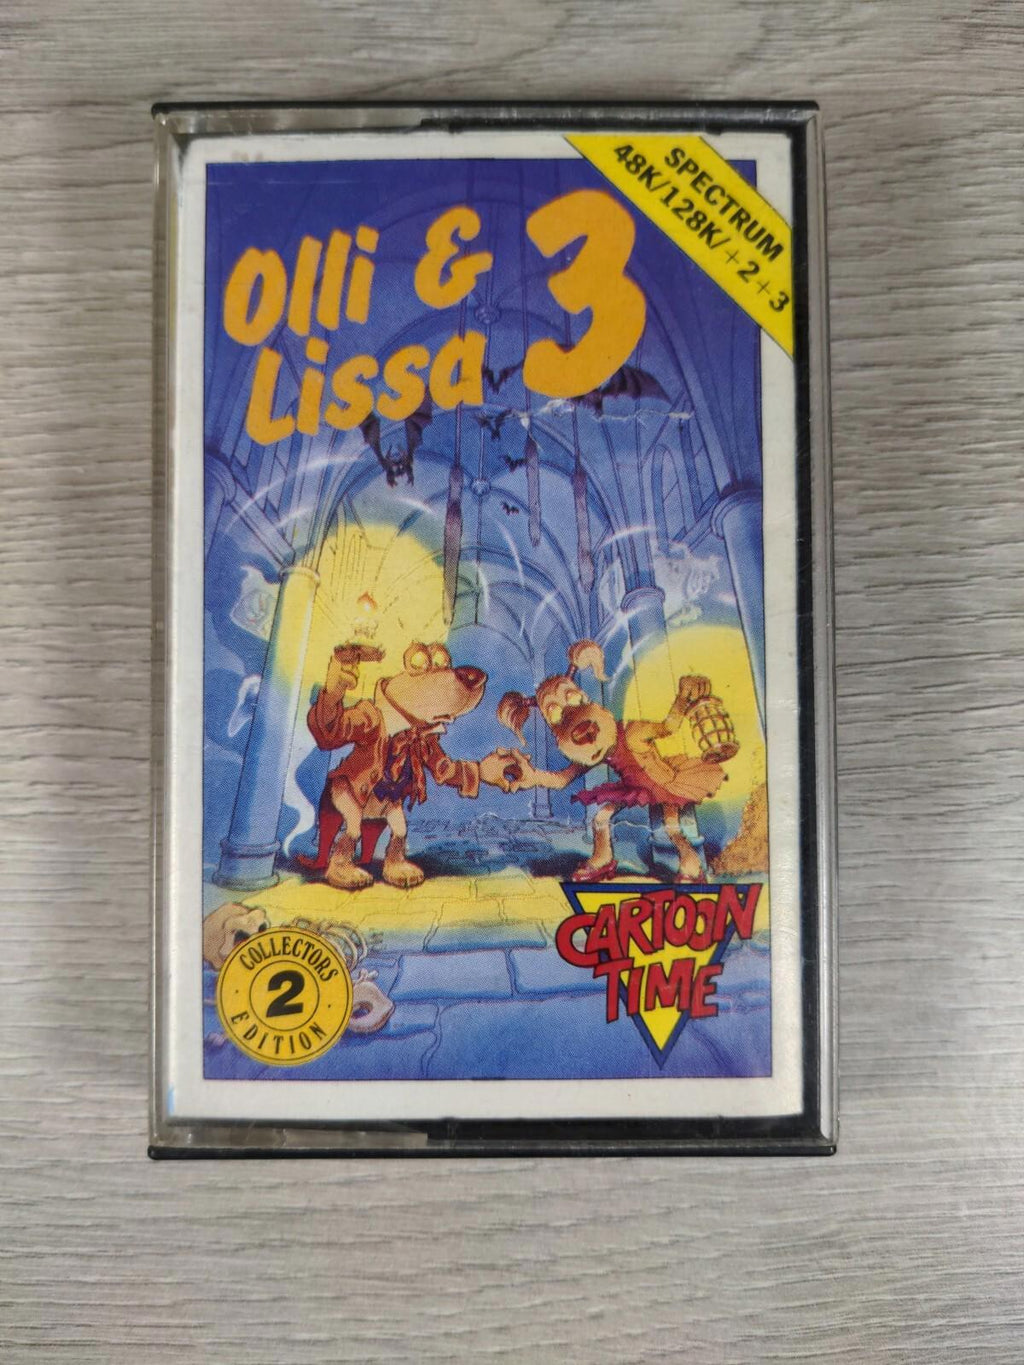 SPECTRUM
48K/128K/+2+3
Olli & 3
Lissa
CARTOON
TIME
COLLECTORS
2
EDITION